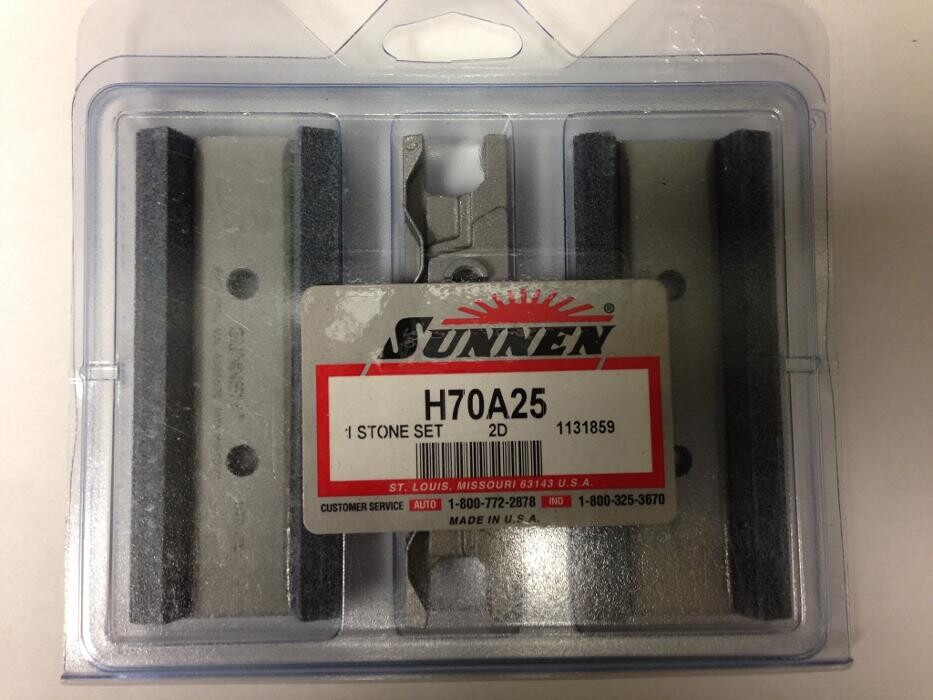 SUNNEN®
H70A25
1 STONE SET 2D 1131859
ST. LOUIS, MISSOURI 63143 U.S.A.
CUSTOMER SERVICE AUTO 1-800-772-2878 IND 1-800-325-3670
MADE IN U.S.A.
SUNNEN